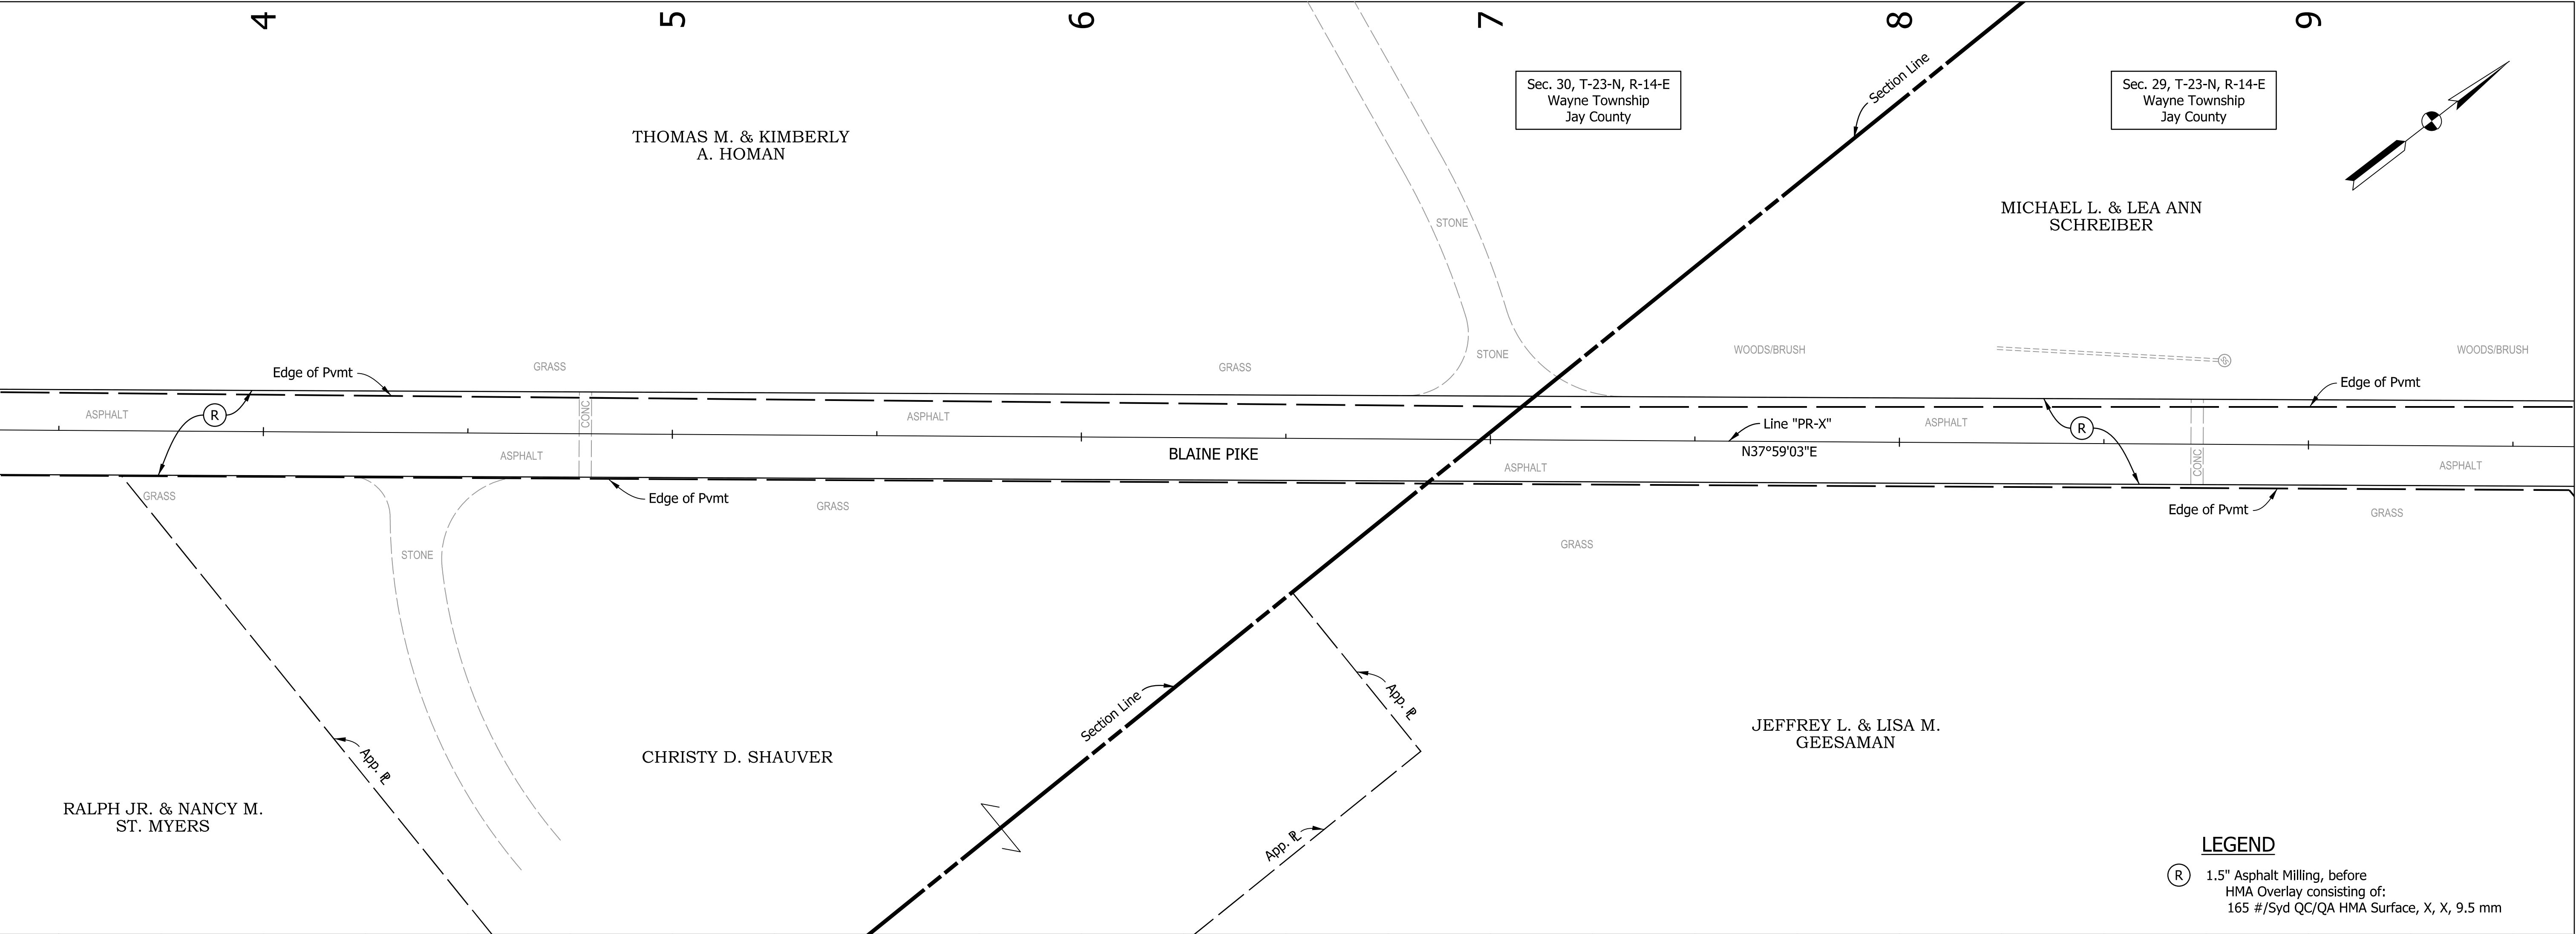 4
5
6
7
8
9
Sec. 30, T-23-N, R-14-E
Wayne Township
Jay County
Section Line
Sec. 29, T-23-N, R-14-E
Wayne Township
Jay County
THOMAS M. & KIMBERLY
A. HOMAN
MICHAEL L. & LEA ANN
SCHREIBER
STONE
STONE
WOODS/BRUSH
WOODS/BRUSH
Edge of Pvmt
GRASS
GRASS
Edge of Pvmt
ASPHALT
R
CONC
ASPHALT
Line "PR-X"
ASPHALT
R
ASPHALT
BLAINE PIKE
N37°59'03"E
ASPHALT
CONC
ASPHALT
GRASS
Edge of Pvmt
GRASS
Edge of Pvmt
GRASS
STONE
GRASS
App. ⅊
Section Line
App. ⅊
App. ⅊
CHRISTY D. SHAUVER
JEFFREY L. & LISA M.
GEESAMAN
RALPH JR. & NANCY M.
ST. MYERS
LEGEND
R 1.5" Asphalt Milling, before
HMA Overlay consisting of:
165 #/Syd QC/QA HMA Surface, X, X, 9.5 mm